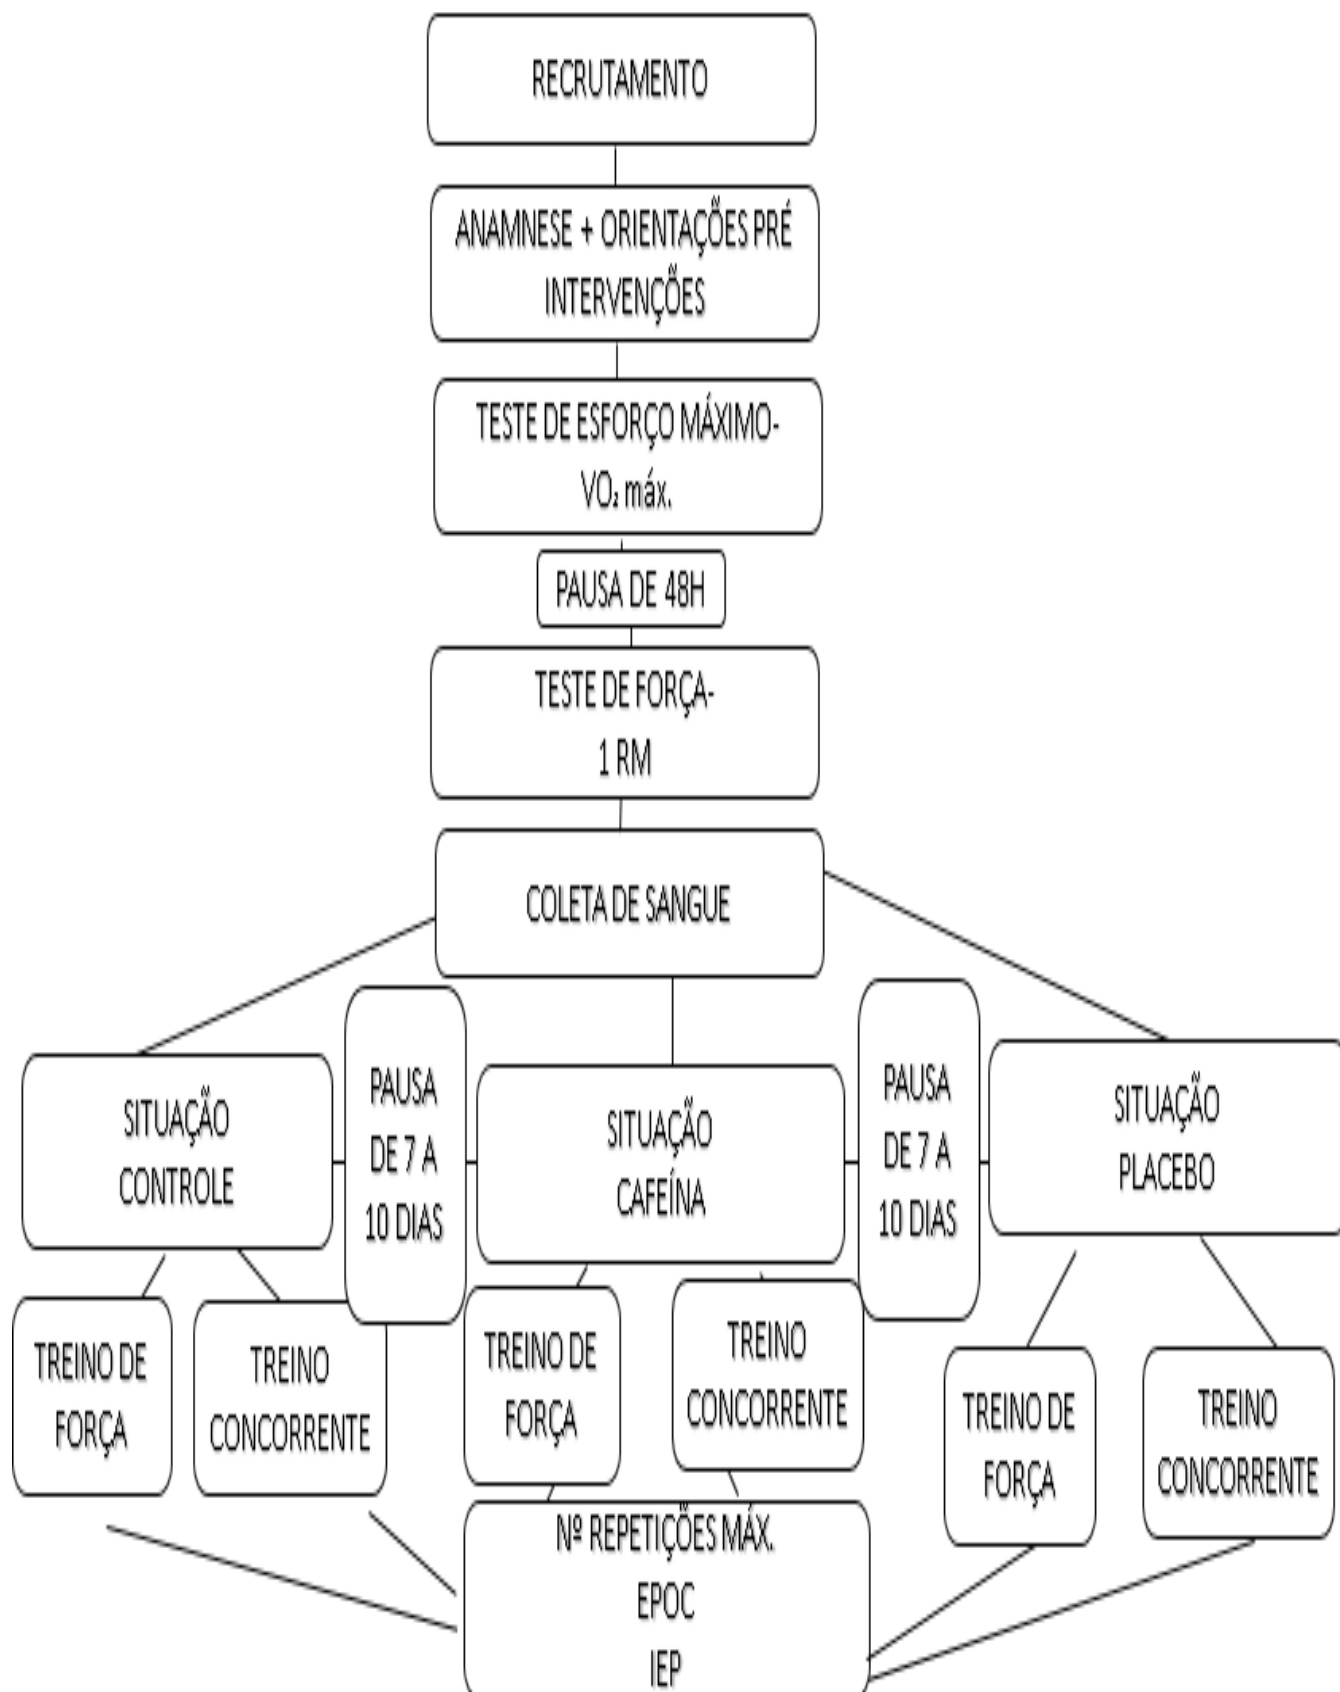 RECRUTAMENTO
ANAMNESE + ORIENTAÇÕES PRÉ
INTERVENÇÕES
TESTE DE ESFORÇO MÁXIMO-
VO₂ máx.
PAUSA DE 48H
TESTE DE FORÇA-
1 RM
COLETA DE SANGUE
SITUAÇÃO
CONTROLE
PAUSA
DE 7 A
10 DIAS
SITUAÇÃO
CAFEÍNA
PAUSA
DE 7 A
10 DIAS
SITUAÇÃO
PLACEBO
TREINO DE
FORÇA
TREINO
CONCORRENTE
TREINO DE
FORÇA
TREINO
CONCORRENTE
TREINO DE
FORÇA
TREINO
CONCORRENTE
Nº REPETIÇÕES MÁX.
EPOC
IEP